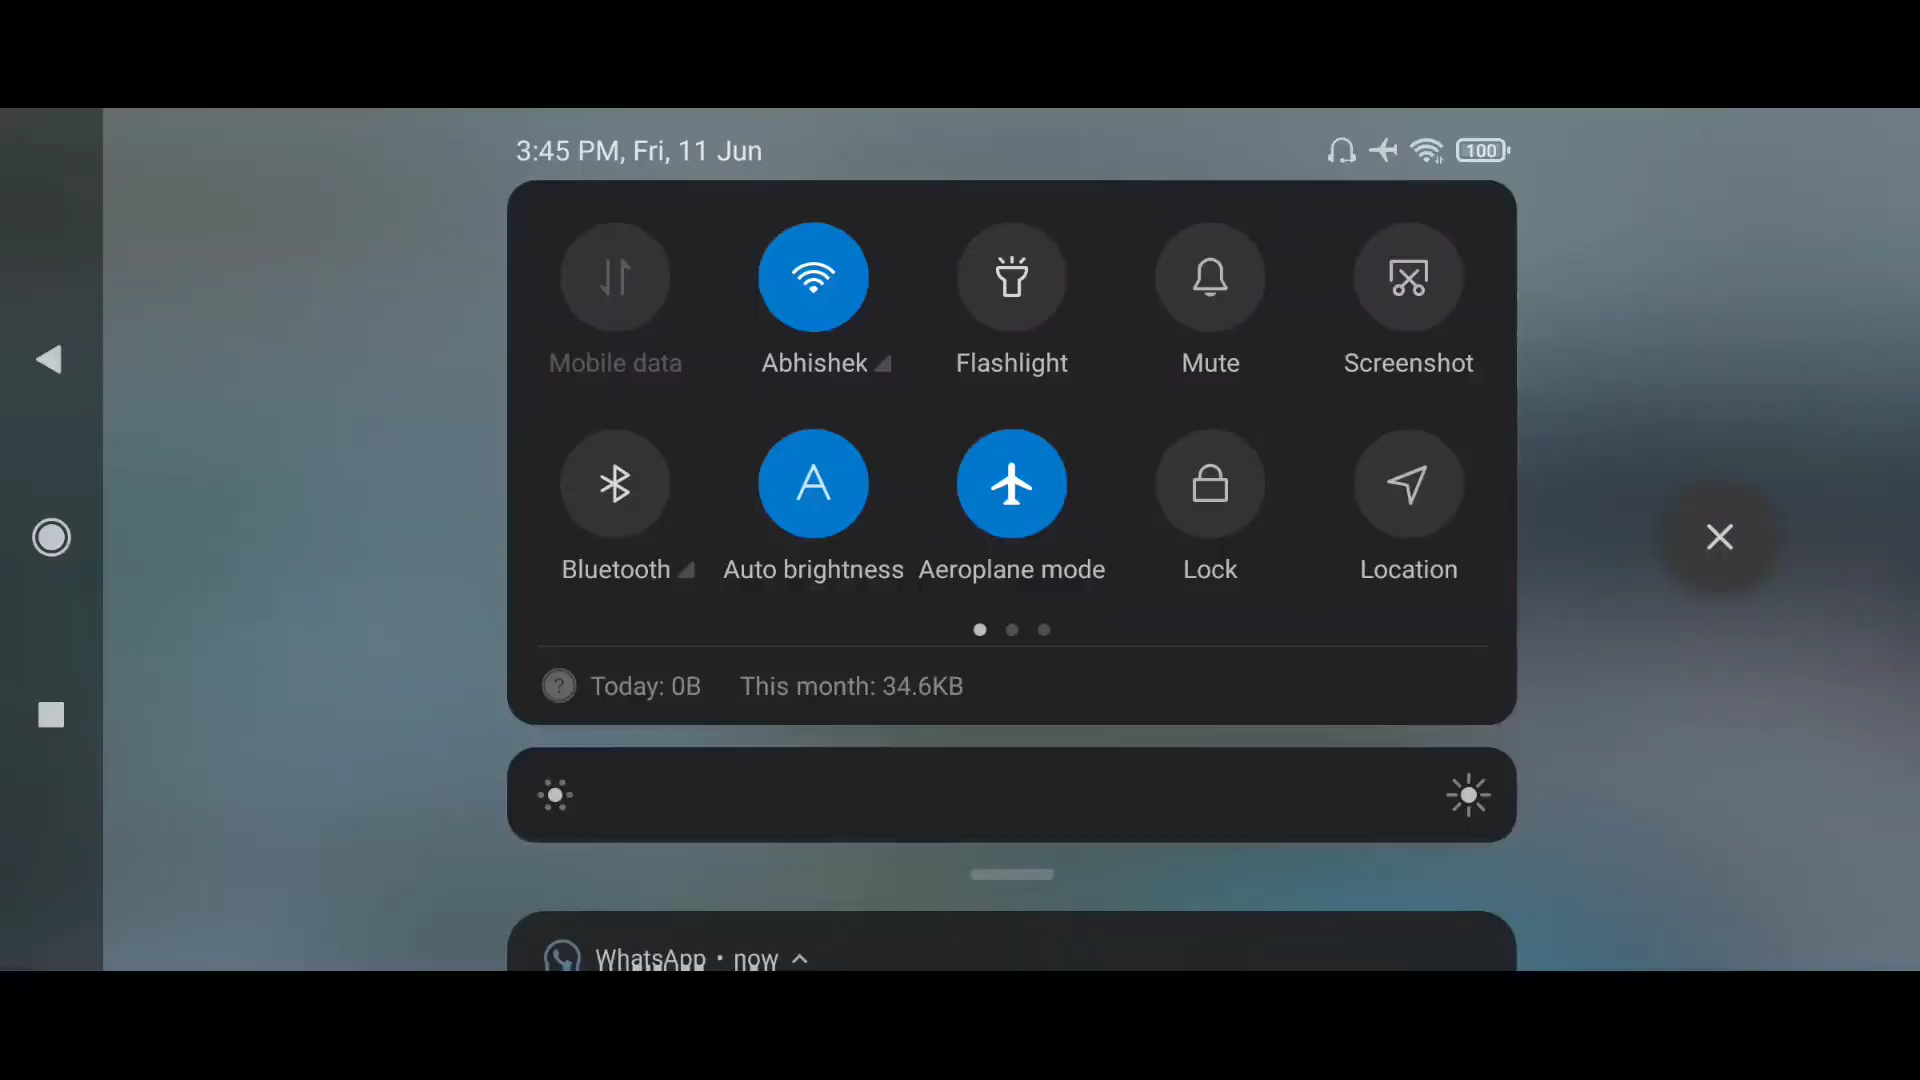 3:45 PM, Fri, 11 Jun
100
Mobile data
Abhishek
Flashlight
Mute
Screenshot
A
Bluetooth
Auto brightness
Aeroplane mode
Lock
Location
? Today: 0B This month: 34.6KB
WhatsApp • now